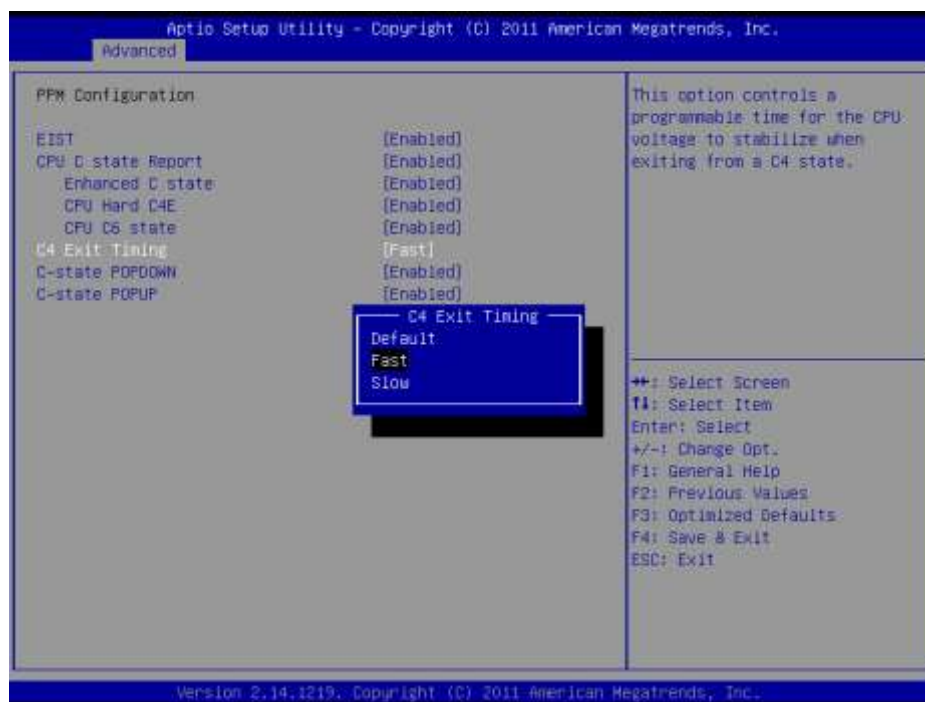 Aptio Setup Utility - Copyright (C) 2011 American Megatrends, Inc.
Advanced
PPM Configuration
EIST [Enabled]
CPU C state Report [Enabled]
Enhanced C state [Enabled]
CPU Hard C4E [Enabled]
CPU C6 state [Enabled]
C4 Exit Timing [Fast]
C-state POPDOWN [Enabled]
C-state POPUP [Enabled]
C4 Exit Timing
Default
Fast
Slow
This option controls a
programmable time for the CPU
voltage to stabilize when
exiting from a C4 state.
→←: Select Screen
↑↓: Select Item
Enter: Select
+/-: Change Opt.
F1: General Help
F2: Previous Values
F3: Optimized Defaults
F4: Save & Exit
ESC: Exit
Version 2.14.1219. Copyright (C) 2011 American Megatrends, Inc.